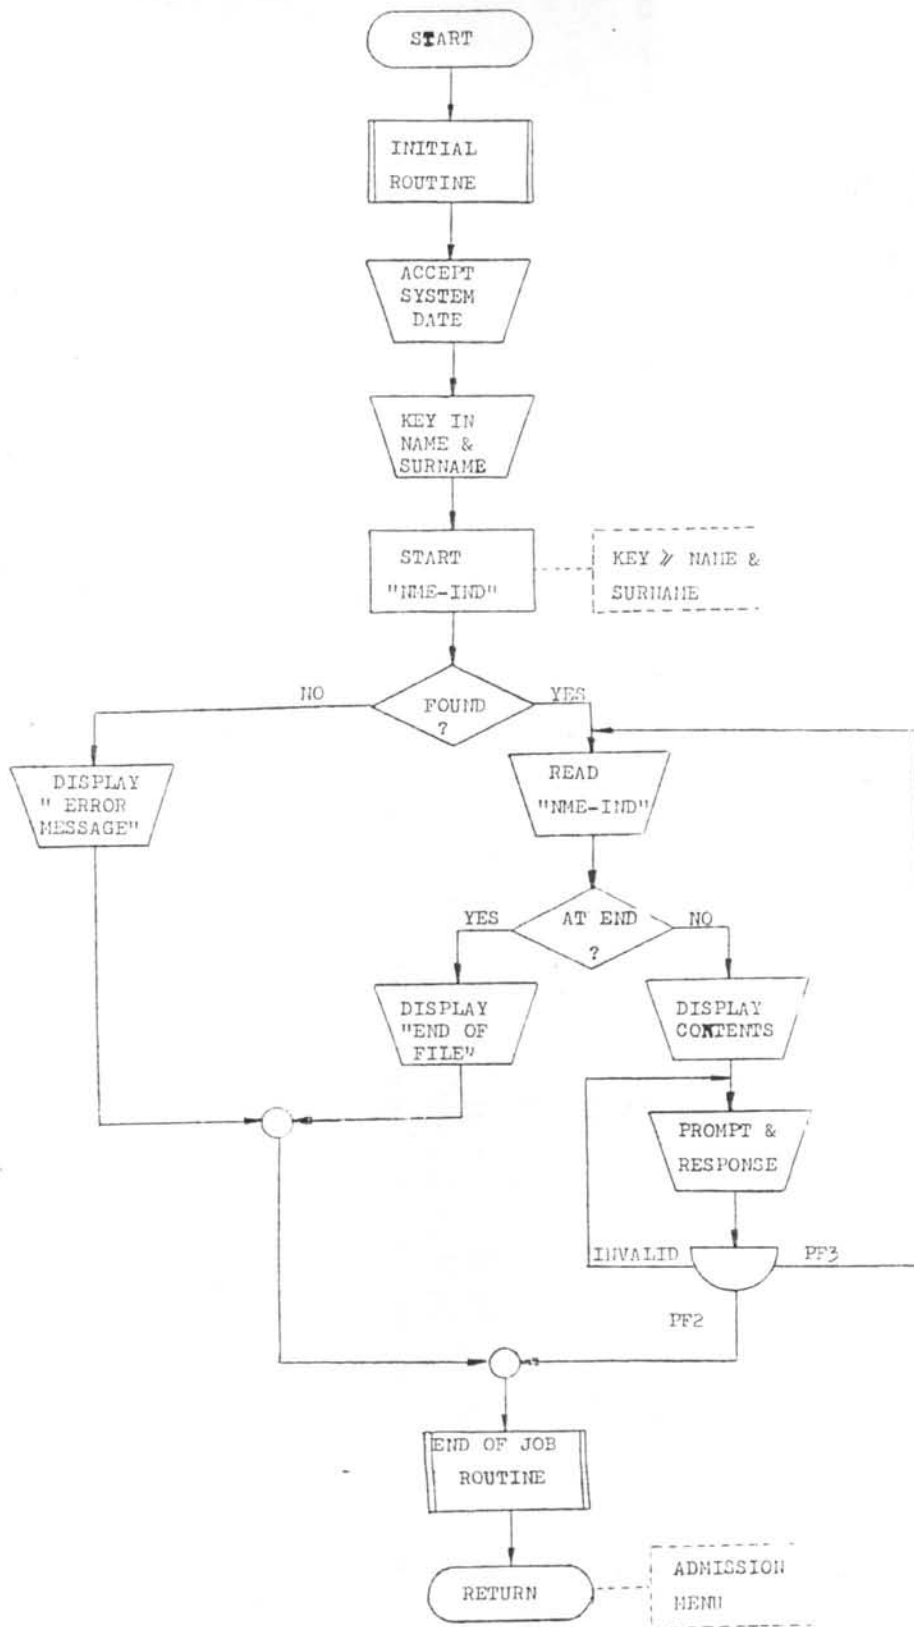 START
INITIAL
ROUTINE
ACCEPT
SYSTEM
DATE
KEY IN
NAME &
SURNAME
START
"NME-IND"
KEY ⩾ NAME &
SURNAME
NO
FOUND
?
YES
DISPLAY
" ERROR
MESSAGE"
READ
"NME-IND"
YES
AT END
?
NO
DISPLAY
"END OF
FILE"
DISPLAY
CONTENTS
PROMPT &
RESPONSE
INVALID
PF3
PF2
END OF JOB
ROUTINE
RETURN
ADMISSION
MENU